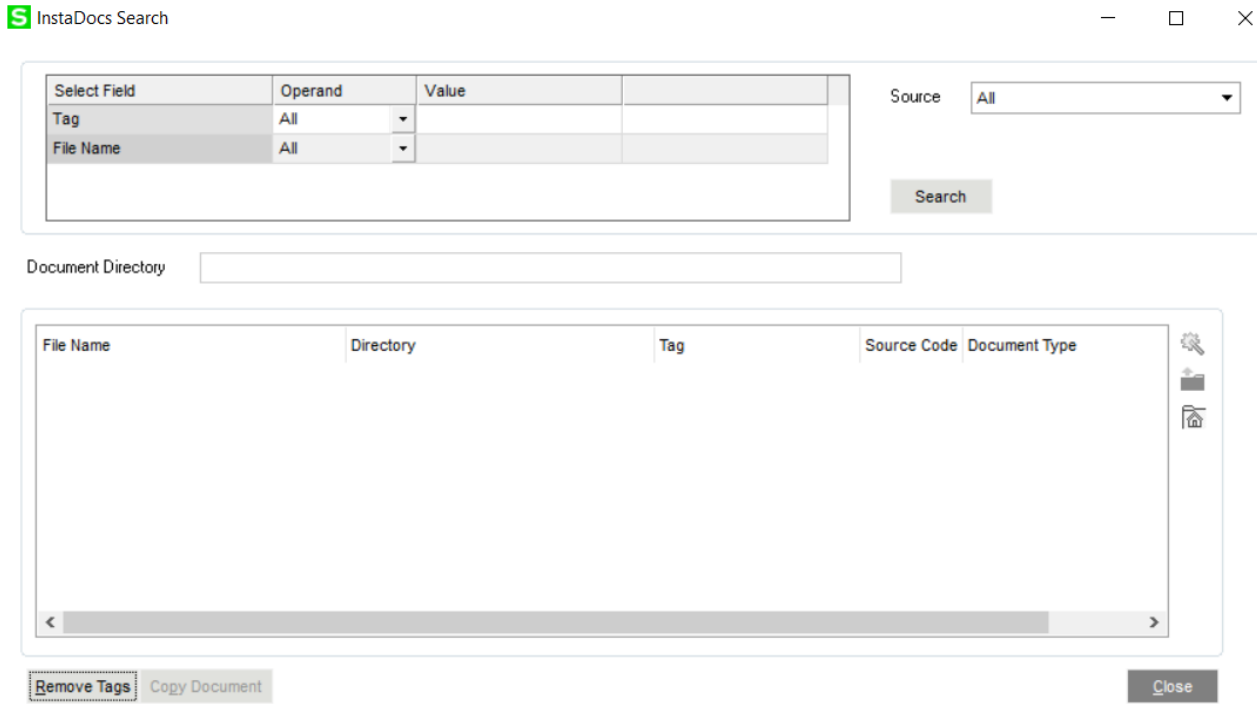 S InstaDocs Search
Select Field Operand Value
Source All
Tag All
File Name All
Search
Document Directory
File Name Directory Tag Source Code Document Type
Remove Tags Copy Document Close